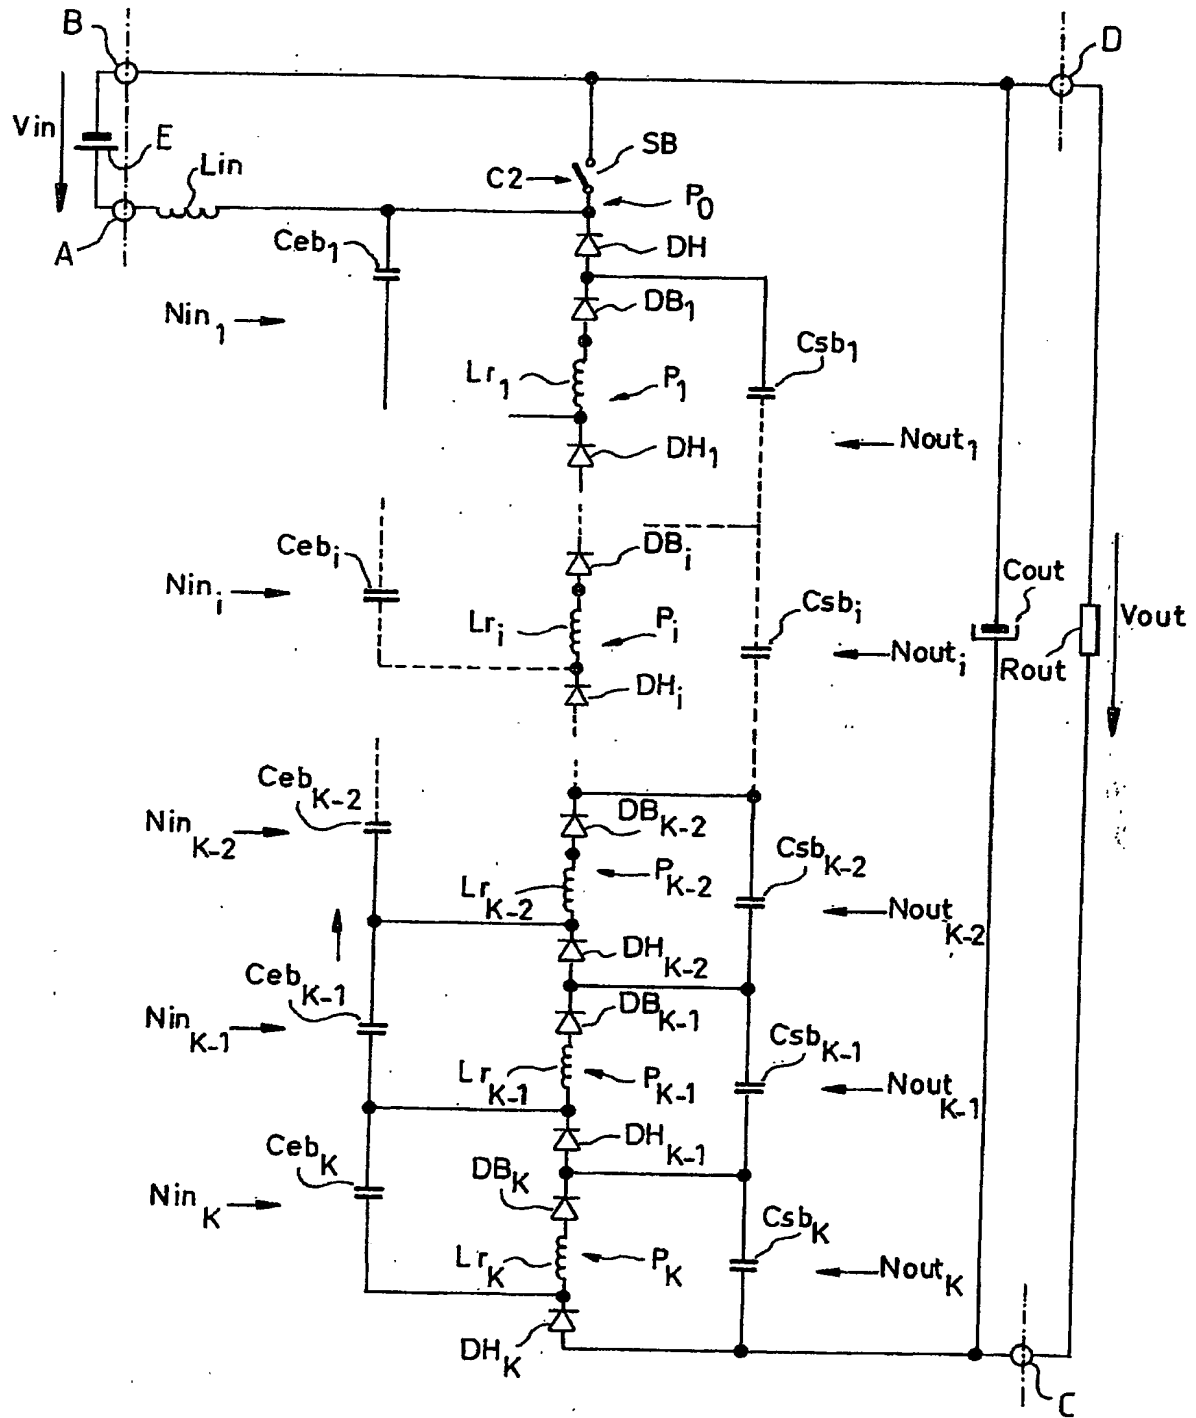 B
D
Vin
E
SB
Lin
C2
P0
A
Ceb1
DH
DB1
Nin1
Csb1
Lr1
P1
Nout1
DH1
DBi
Cebi
Cout
Nini
Csbi
Vout
Lri
Pi
Nouti
Rout
DHi
CebK-2
DBK-2
NinK-2
CsbK-2
PK-2
LrK-2
NoutK-2
DHK-2
CebK-1
DBK-1
NinK-1
CsbK-1
LrK-1
PK-1
NoutK-1
DHK-1
CebK
DBK
NinK
CsbK
LrK
PK
NoutK
DHK
C